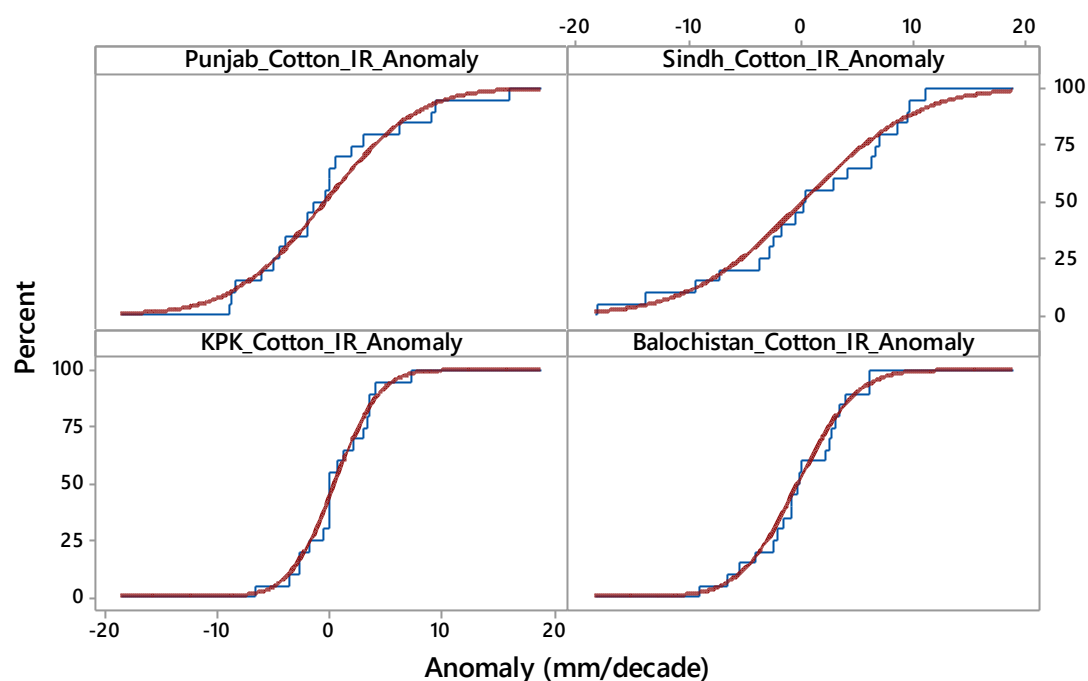 -20 -10 0 10 20
Punjab_Cotton_IR_Anomaly Sindh_Cotton_IR_Anomaly
100
75
50
25
0
Percent
KPK_Cotton_IR_Anomaly Balochistan_Cotton_IR_Anomaly
100
75
50
25
0
-20 -10 0 10 20
Anomaly (mm/decade)